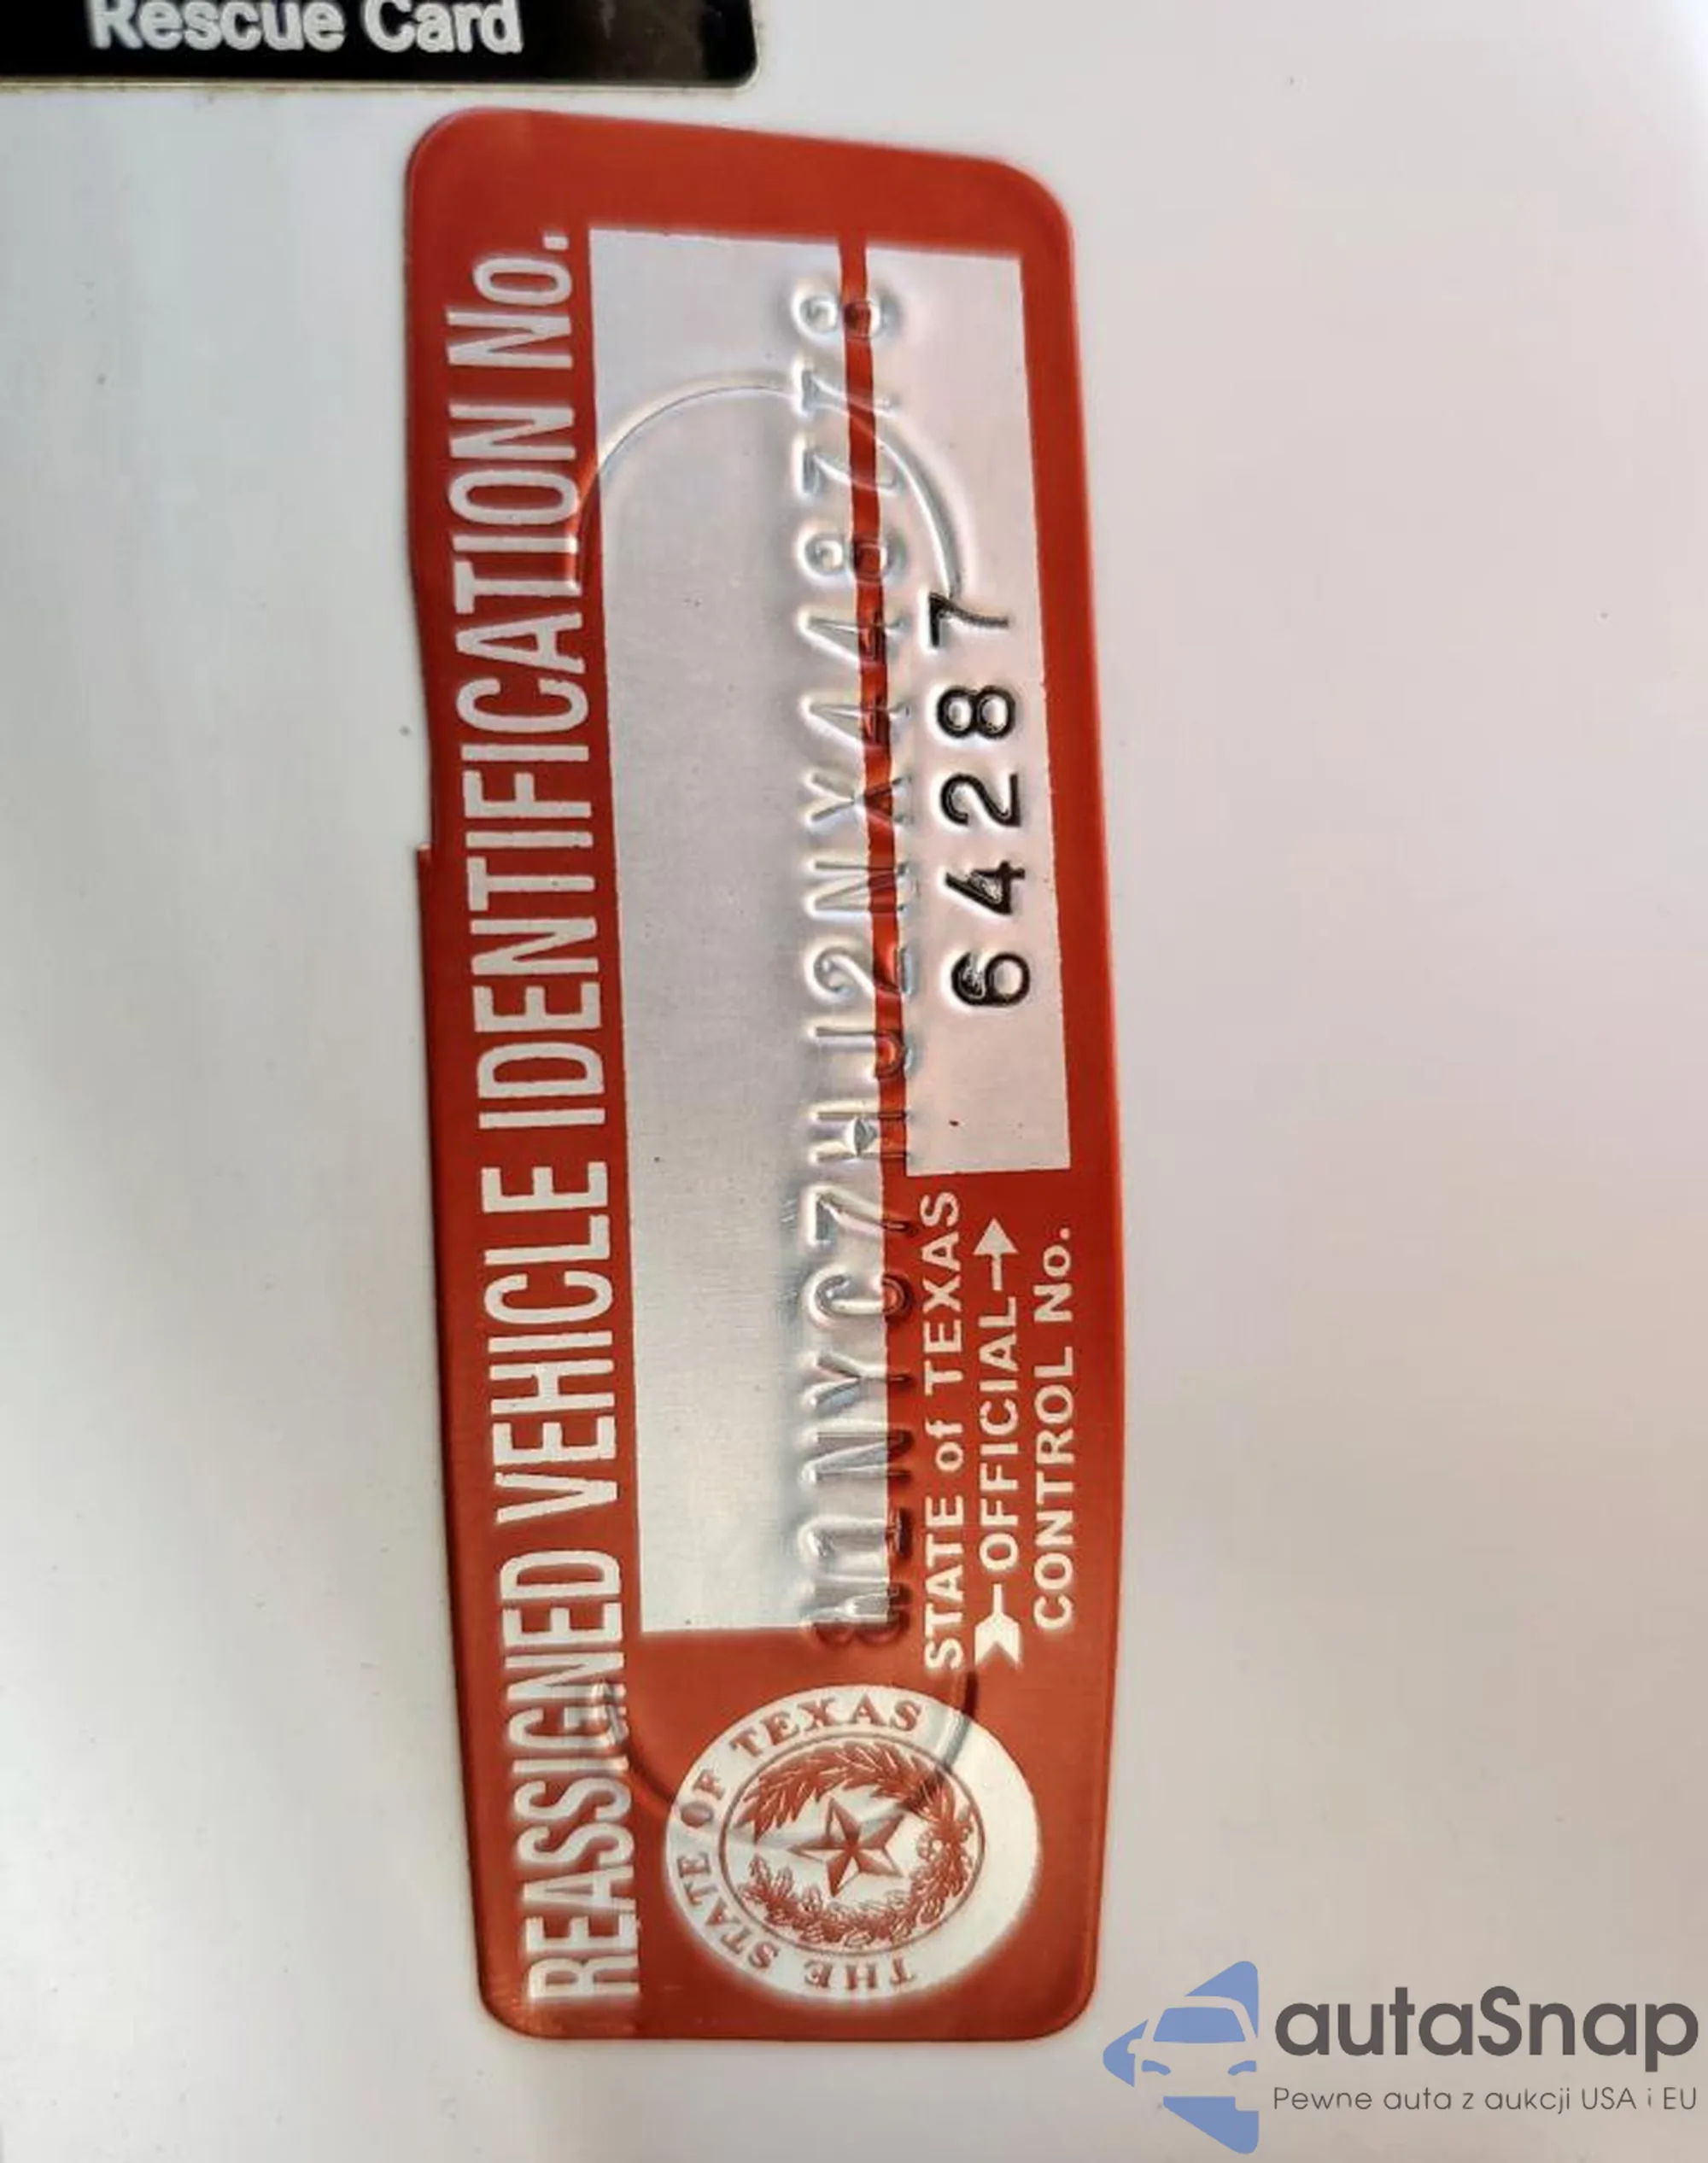 Rescue Card
REASSIGNED VEHICLE IDENTIFICATION No.
W1NYC7HJ2NX448778
THE STATE OF TEXAS
STATE of TEXAS
OFFICIAL
CONTROL No.
64287
autaSnap
Pewne auta z aukcji USA i EU